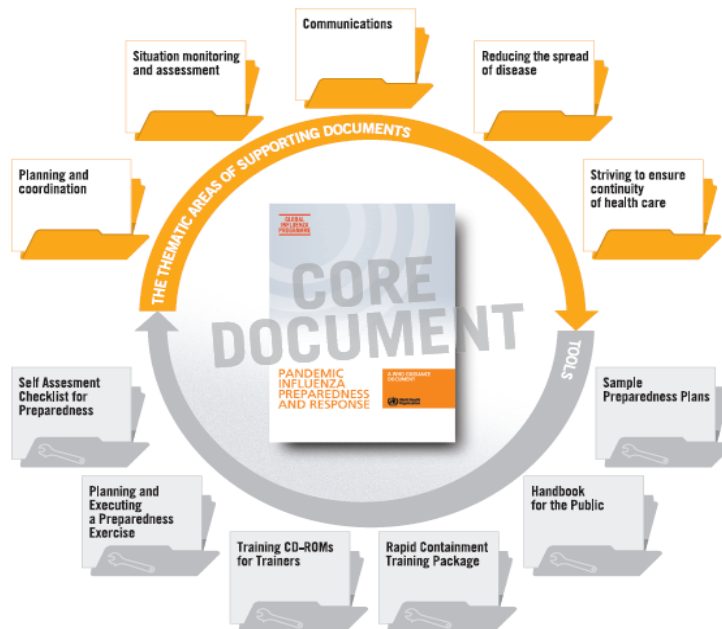 Communications
Situation monitoring
and assessment
Reducing the spread
of disease
Planning and
coordination
Striving to ensure
continuity
of health care
THE THEMATIC AREAS OF SUPPORTING DOCUMENTS
GLOBAL
INFLUENZA
PROGRAMME
CORE
DOCUMENT
PANDEMIC
INFLUENZA
PREPAREDNESS
AND RESPONSE
A WHO GUIDANCE
DOCUMENT
World Health
Organization
TOOLS
Self Assesment
Checklist for
Preparedness
Sample
Preparedness Plans
Planning and
Executing
a Preparedness
Exercise
Handbook
for the Public
Training CD-ROMs
for Trainers
Rapid Containment
Training Package